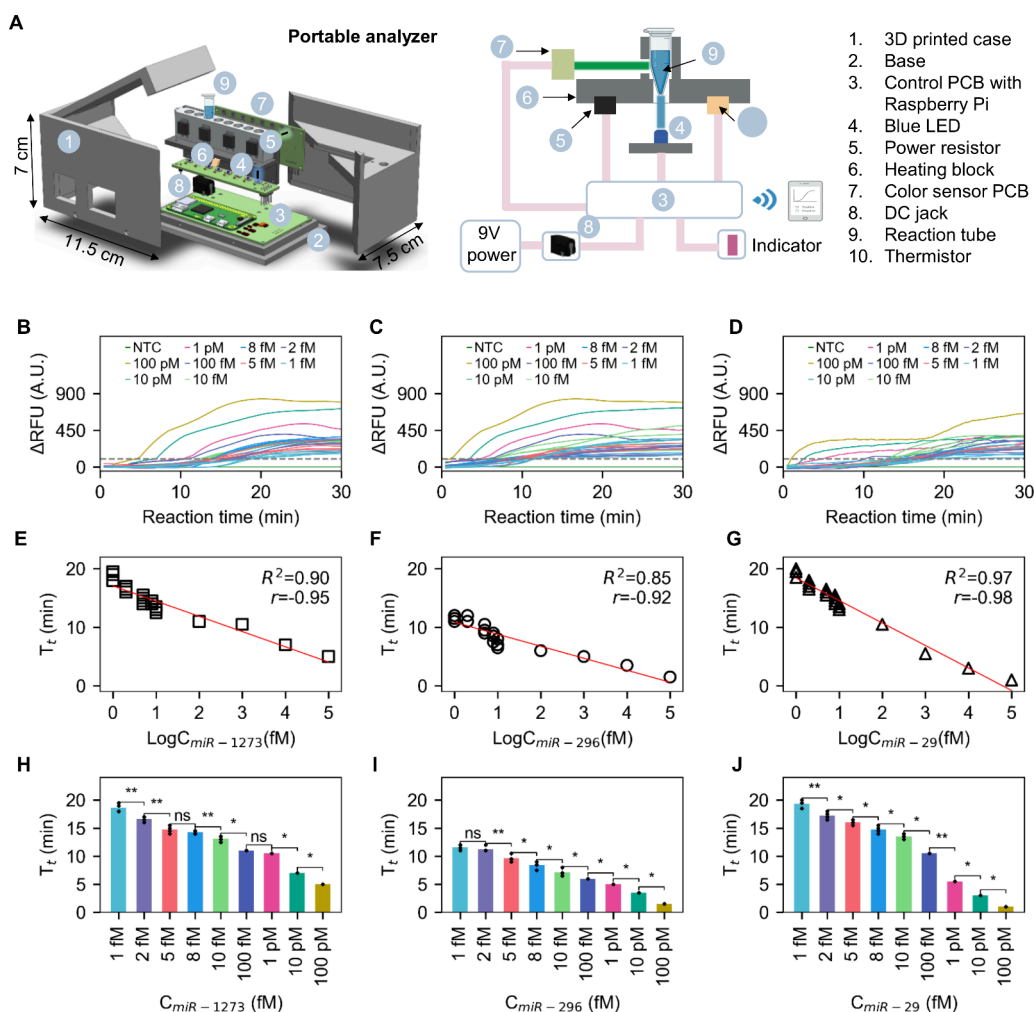 A
Portable analyzer
7 cm
11.5 cm
7.5 cm
1
9
7
5
6
4
8
3
2
7
9
6
5
4
3
8
9V
power
Indicator
1. 3D printed case
2. Base
3. Control PCB with
Raspberry Pi
4. Blue LED
5. Power resistor
6. Heating block
7. Color sensor PCB
8. DC jack
9. Reaction tube
10. Thermistor
B
NTC 1 pM 8 fM 2 fM
100 pM 100 fM 5 fM 1 fM
10 pM 10 fM
ΔRFU (A.U.)
900
450
0
0 10 20 30
Reaction time (min)
C
NTC 1 pM 8 fM 2 fM
100 pM 100 fM 5 fM 1 fM
10 pM 10 fM
ΔRFU (A.U.)
900
450
0
0 10 20 30
Reaction time (min)
D
NTC 1 pM 8 fM 2 fM
100 pM 100 fM 5 fM 1 fM
10 pM 10 fM
ΔRFU (A.U.)
900
450
0
0 10 20 30
Reaction time (min)
E
R²=0.90
r=-0.95
Tt (min)
20
10
0
0 1 2 3 4 5
LogCmiR−1273(fM)
F
R²=0.85
r=-0.92
Tt (min)
20
10
0
0 1 2 3 4 5
LogCmiR−296(fM)
G
R²=0.97
r=-0.98
Tt (min)
20
10
0
0 1 2 3 4 5
LogCmiR−29(fM)
H
** ** ns ** * ns * *
Tt (min)
20
15
10
5
0
1 fM 2 fM 5 fM 8 fM 10 fM 100 fM 1 pM 10 pM 100 pM
CmiR−1273 (fM)
I
ns ** * * * * * *
Tt (min)
20
15
10
5
0
1 fM 2 fM 5 fM 8 fM 10 fM 100 fM 1 pM 10 pM 100 pM
CmiR−296 (fM)
J
** * * * * ** * *
Tt (min)
20
15
10
5
0
1 fM 2 fM 5 fM 8 fM 10 fM 100 fM 1 pM 10 pM 100 pM
CmiR−29 (fM)